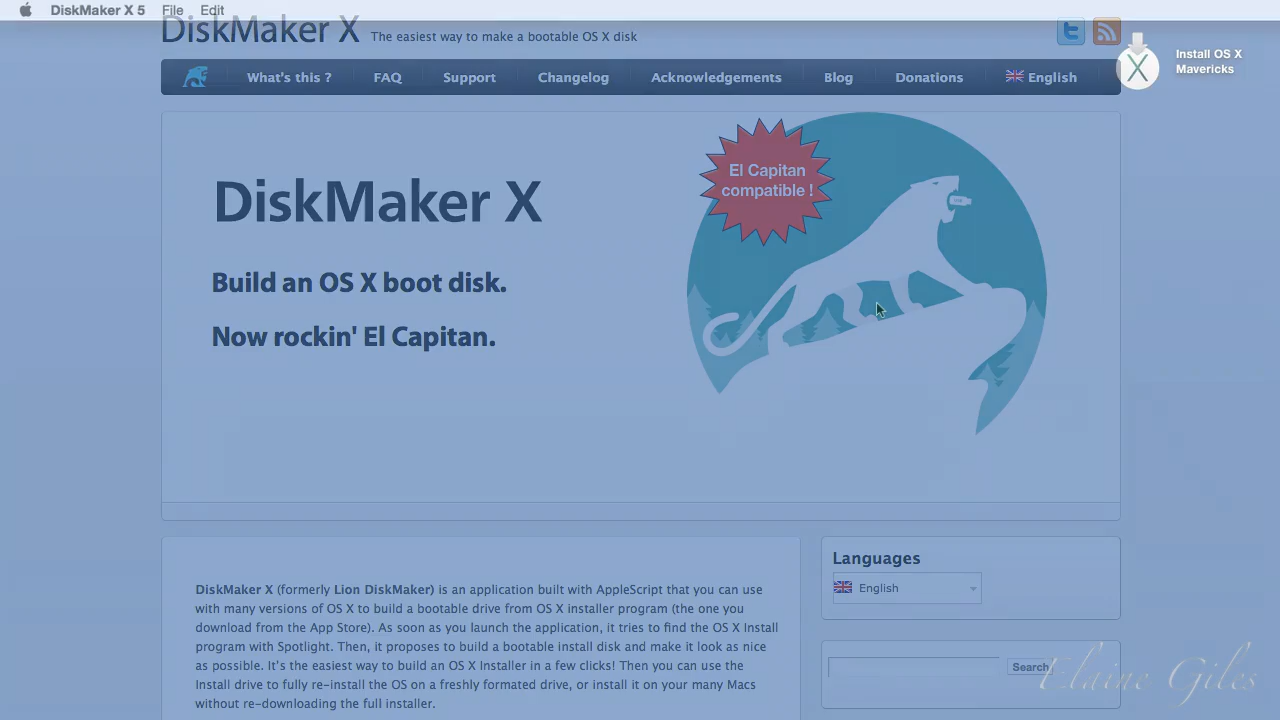 DiskMaker X 5 File Edit
DiskMaker X The easiest way to make a bootable OS X disk
Install OS X
Mavericks
What's this ? FAQ Support Changelog Acknowledgements Blog Donations English
El Capitan
compatible !
DiskMaker X
Build an OS X boot disk.
Now rockin' El Capitan.
DiskMaker X (formerly Lion DiskMaker) is an application built with AppleScript that you can use
with many versions of OS X to build a bootable drive from OS X installer program (the one you
download from the App Store). As soon as you launch the application, it tries to find the OS X Install
program with Spotlight. Then, it proposes to build a bootable install disk and make it look as nice
as possible. It's the easiest way to build an OS X Installer in a few clicks! Then you can use the
Install drive to fully re-install the OS on a freshly formated drive, or install it on your many Macs
without re-downloading the full installer.
Languages
English
Search
Elaine Giles